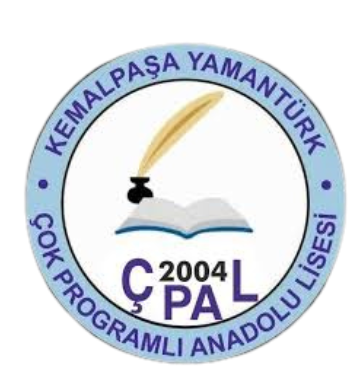 KEMALPAŞA YAMANTÜRK
ÇOK PROGRAMLI ANADOLU LİSESİ
2004
ÇPAL